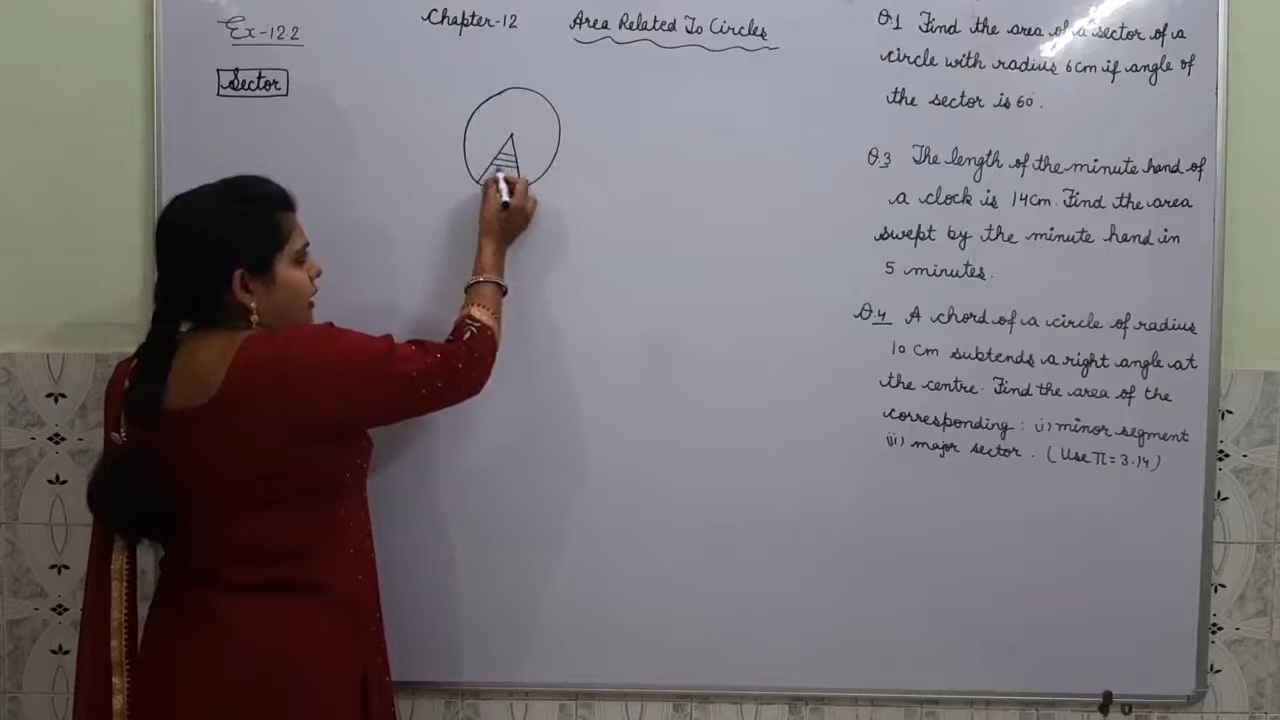 Ex-12.2
Chapter-12
Area Related To Circles
Sector
Q.1 Find the area of a sector of a
circle with radius 6cm if angle of
the sector is 60°.
Q.3 The length of the minute hand of
a clock is 14cm. Find the area
swept by the minute hand in
5 minutes.
Q.4 A chord of a circle of radius
10 cm subtends a right angle at
the centre. Find the area of the
corresponding : i) minor segment
ii) major sector. (Use π = 3.14)